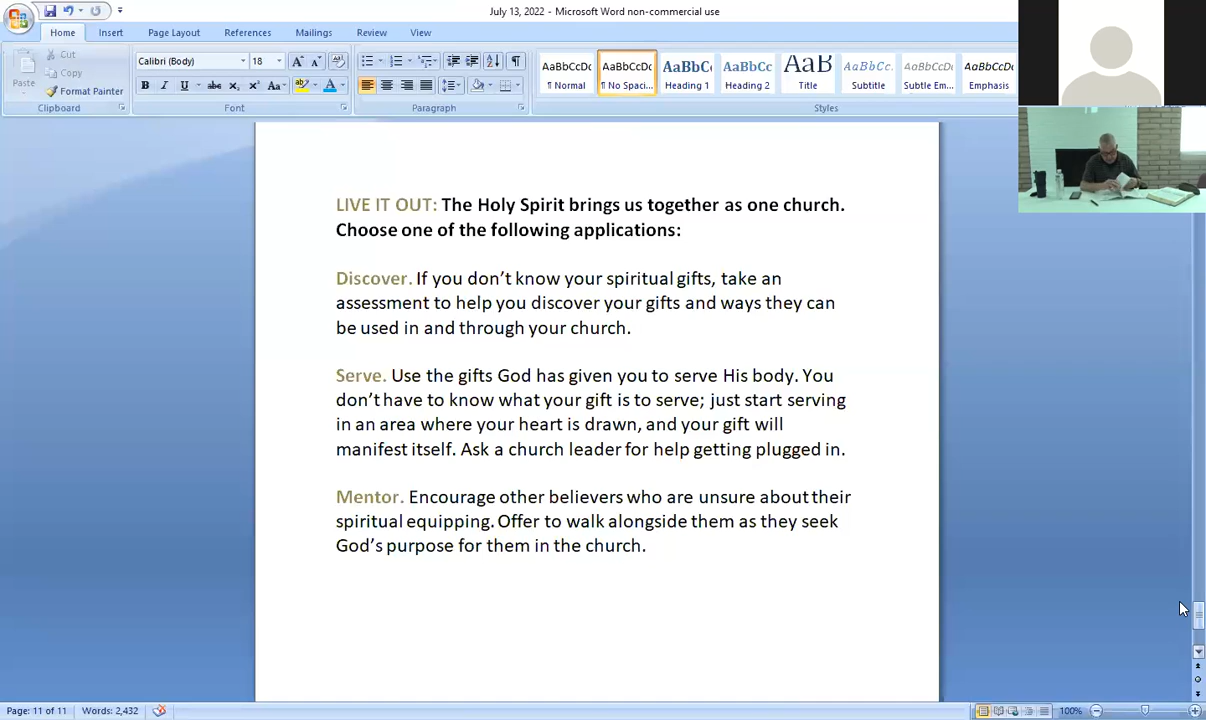 July 13, 2022 - Microsoft Word non-commercial use
Home Insert Page Layout References Mailings Review View
Paste
Cut
Copy
Format Painter
Clipboard
Calibri (Body) 18
B I U abc X₂ X² Aa
Font
Paragraph
AaBbCcDc AaBbCcDc AaBbC AaBbCc AaB AaBbCc. AaBbCcDc AaBbCcDc
¶ Normal ¶ No Spaci... Heading 1 Heading 2 Title Subtitle Subtle Em... Emphasis
Styles
LIVE IT OUT: The Holy Spirit brings us together as one church.
Choose one of the following applications:
Discover. If you don’t know your spiritual gifts, take an
assessment to help you discover your gifts and ways they can
be used in and through your church.
Serve. Use the gifts God has given you to serve His body. You
don’t have to know what your gift is to serve; just start serving
in an area where your heart is drawn, and your gift will
manifest itself. Ask a church leader for help getting plugged in.
Mentor. Encourage other believers who are unsure about their
spiritual equipping. Offer to walk alongside them as they seek
God’s purpose for them in the church.
Page: 11 of 11 Words: 2,432 100%